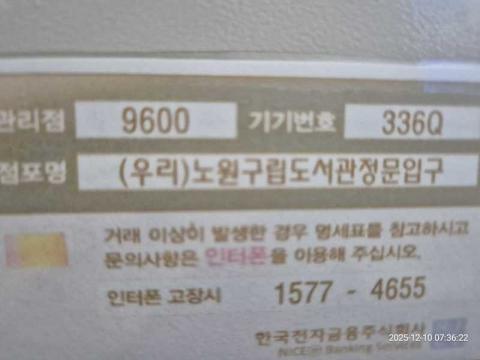 관리점 9600 기기번호 336Q
점포명 (우리)노원구립도서관정문입구
거래 이상이 발생한 경우 명세표를 참고하시고
문의사항은 인터폰을 이용해 주십시오.
인터폰 고장시 1577 - 4655
한국전자금융주식회사
NICE Banking Services
2025-12-10 07:36:22